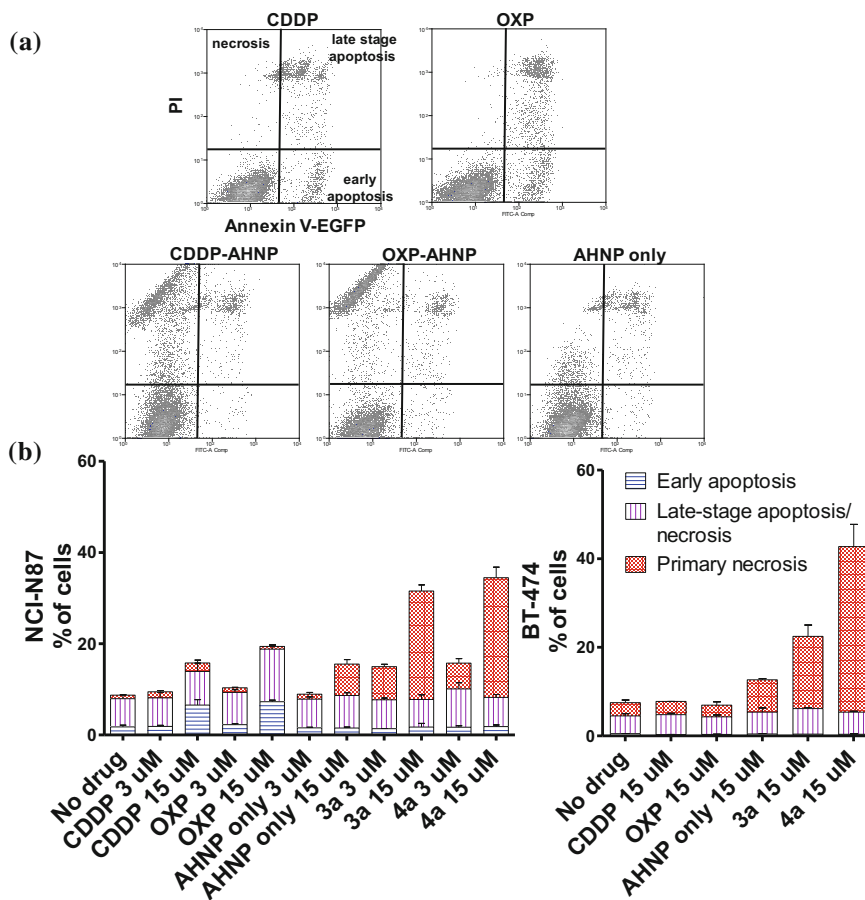 (a)
CDDP
OXP
necrosis
late stage
apoptosis
PI
early
apoptosis
Annexin V-EGFP
FITC-A Comp
CDDP-AHNP
OXP-AHNP
AHNP only
FITC-A Comp
FITC-A Comp
FITC-A Comp
(b)
NCI-N87
% of cells
60
40
20
0
No drug
CDDP 3 uM
CDDP 15 uM
OXP 3 uM
OXP 15 uM
AHNP only 3 uM
AHNP only 15 uM
3a 3 uM
3a 15 uM
4a 3 uM
4a 15 uM
BT-474
% of cells
60
40
20
0
Early apoptosis
Late-stage apoptosis/
necrosis
Primary necrosis
No drug
CDDP 15 uM
OXP 15 uM
AHNP only 15 uM
3a 15 uM
4a 15 uM